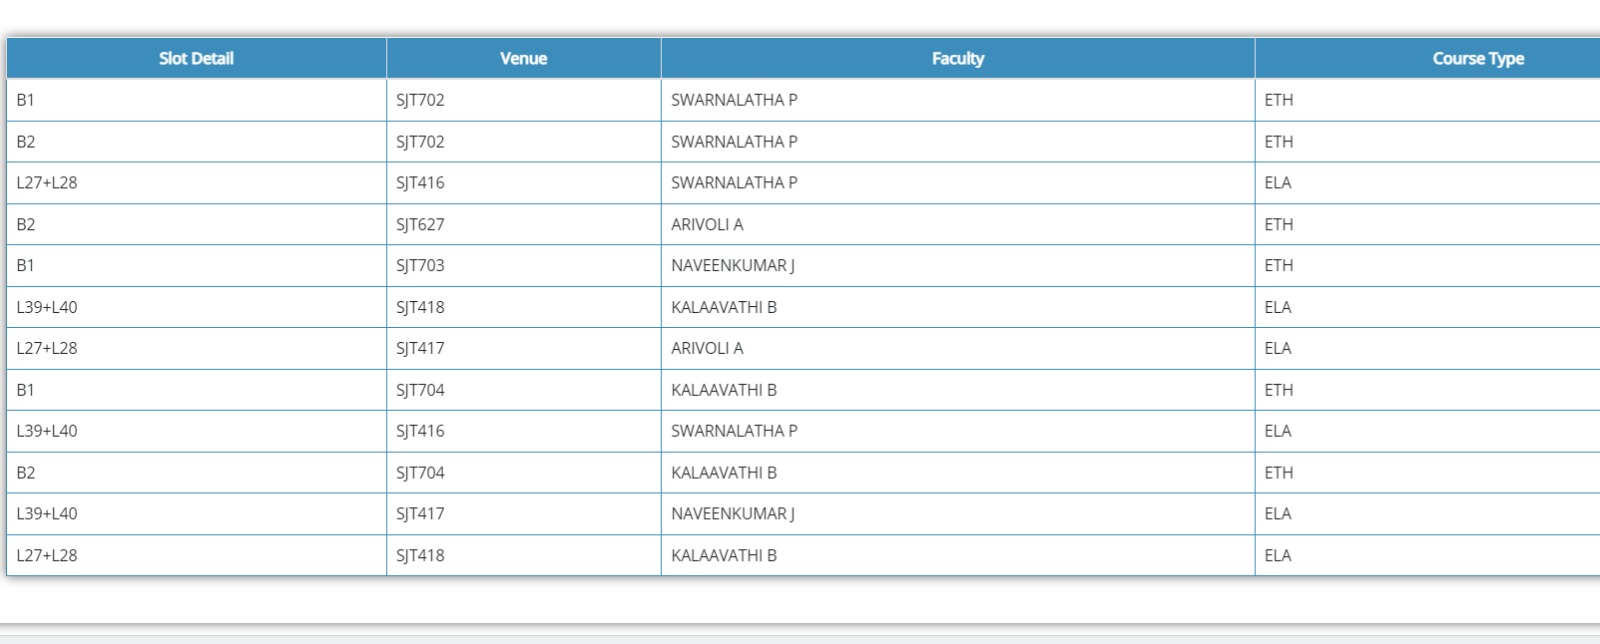 Slot Detail Venue Faculty Course Type
B1 SJT702 SWARNALATHA P ETH
B2 SJT702 SWARNALATHA P ETH
L27+L28 SJT416 SWARNALATHA P ELA
B2 SJT627 ARIVOLI A ETH
B1 SJT703 NAVEENKUMAR J ETH
L39+L40 SJT418 KALAAVATHI B ELA
L27+L28 SJT417 ARIVOLI A ELA
B1 SJT704 KALAAVATHI B ETH
L39+L40 SJT416 SWARNALATHA P ELA
B2 SJT704 KALAAVATHI B ETH
L39+L40 SJT417 NAVEENKUMAR J ELA
L27+L28 SJT418 KALAAVATHI B ELA